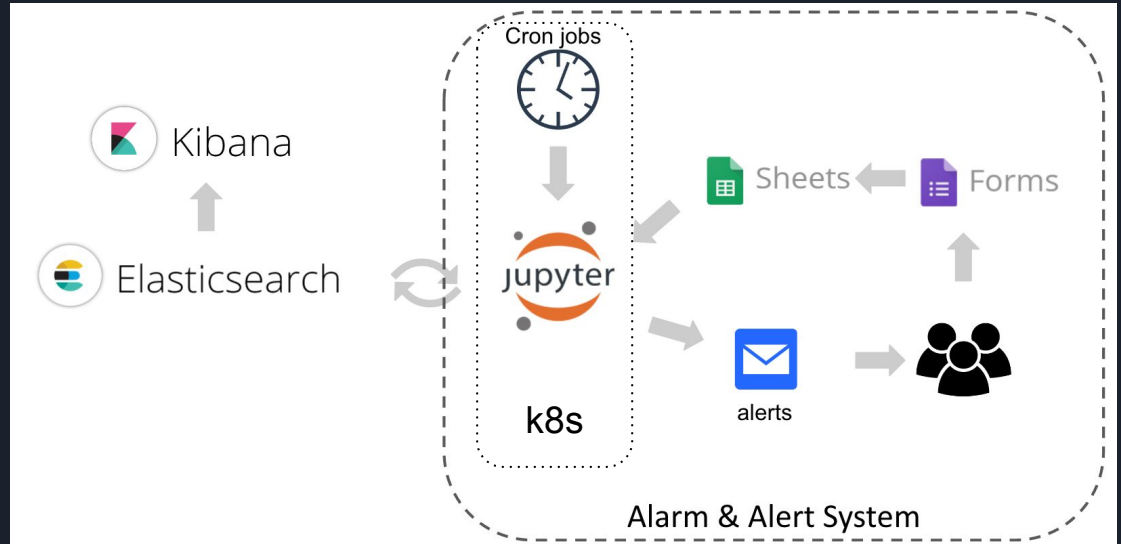 Cron jobs
Kibana
Sheets
Forms
Elasticsearch
jupyter
alerts
k8s
Alarm & Alert System